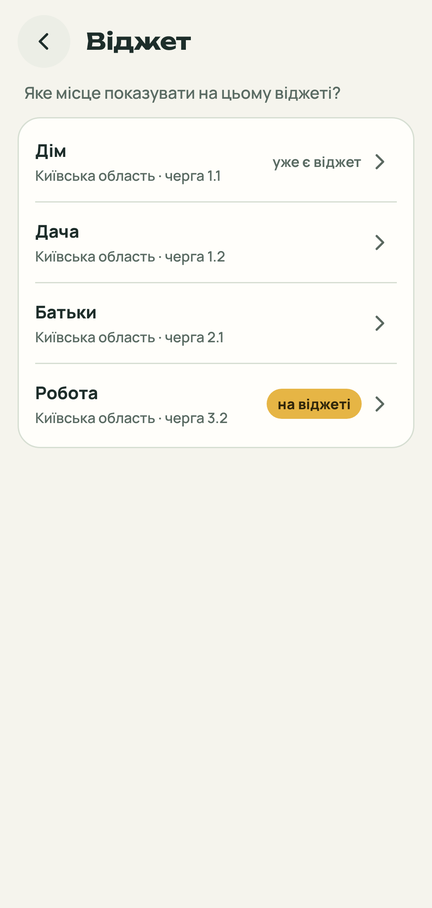 Віджет
Яке місце показувати на цьому віджеті?
Дім
Київська область · черга 1.1
уже є віджет
Дача
Київська область · черга 1.2
Батьки
Київська область · черга 2.1
Робота
Київська область · черга 3.2
на віджеті